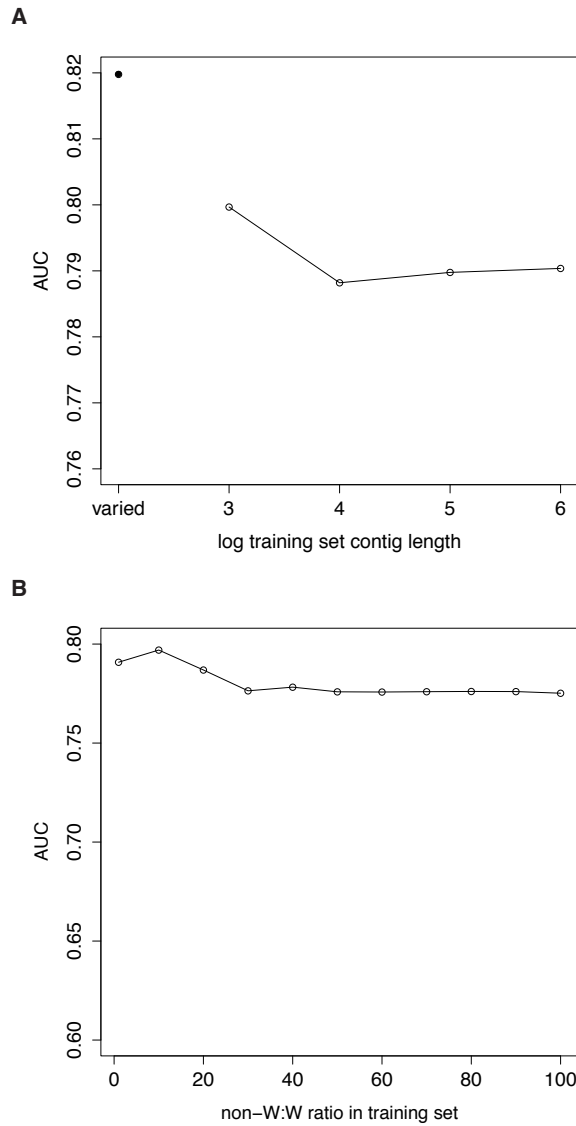 A
0.82
0.81
0.80
0.79
0.78
0.77
0.76
AUC
varied 3 4 5 6
log training set contig length
B
0.80
0.75
0.70
0.65
0.60
AUC
0 20 40 60 80 100
non-W:W ratio in training set